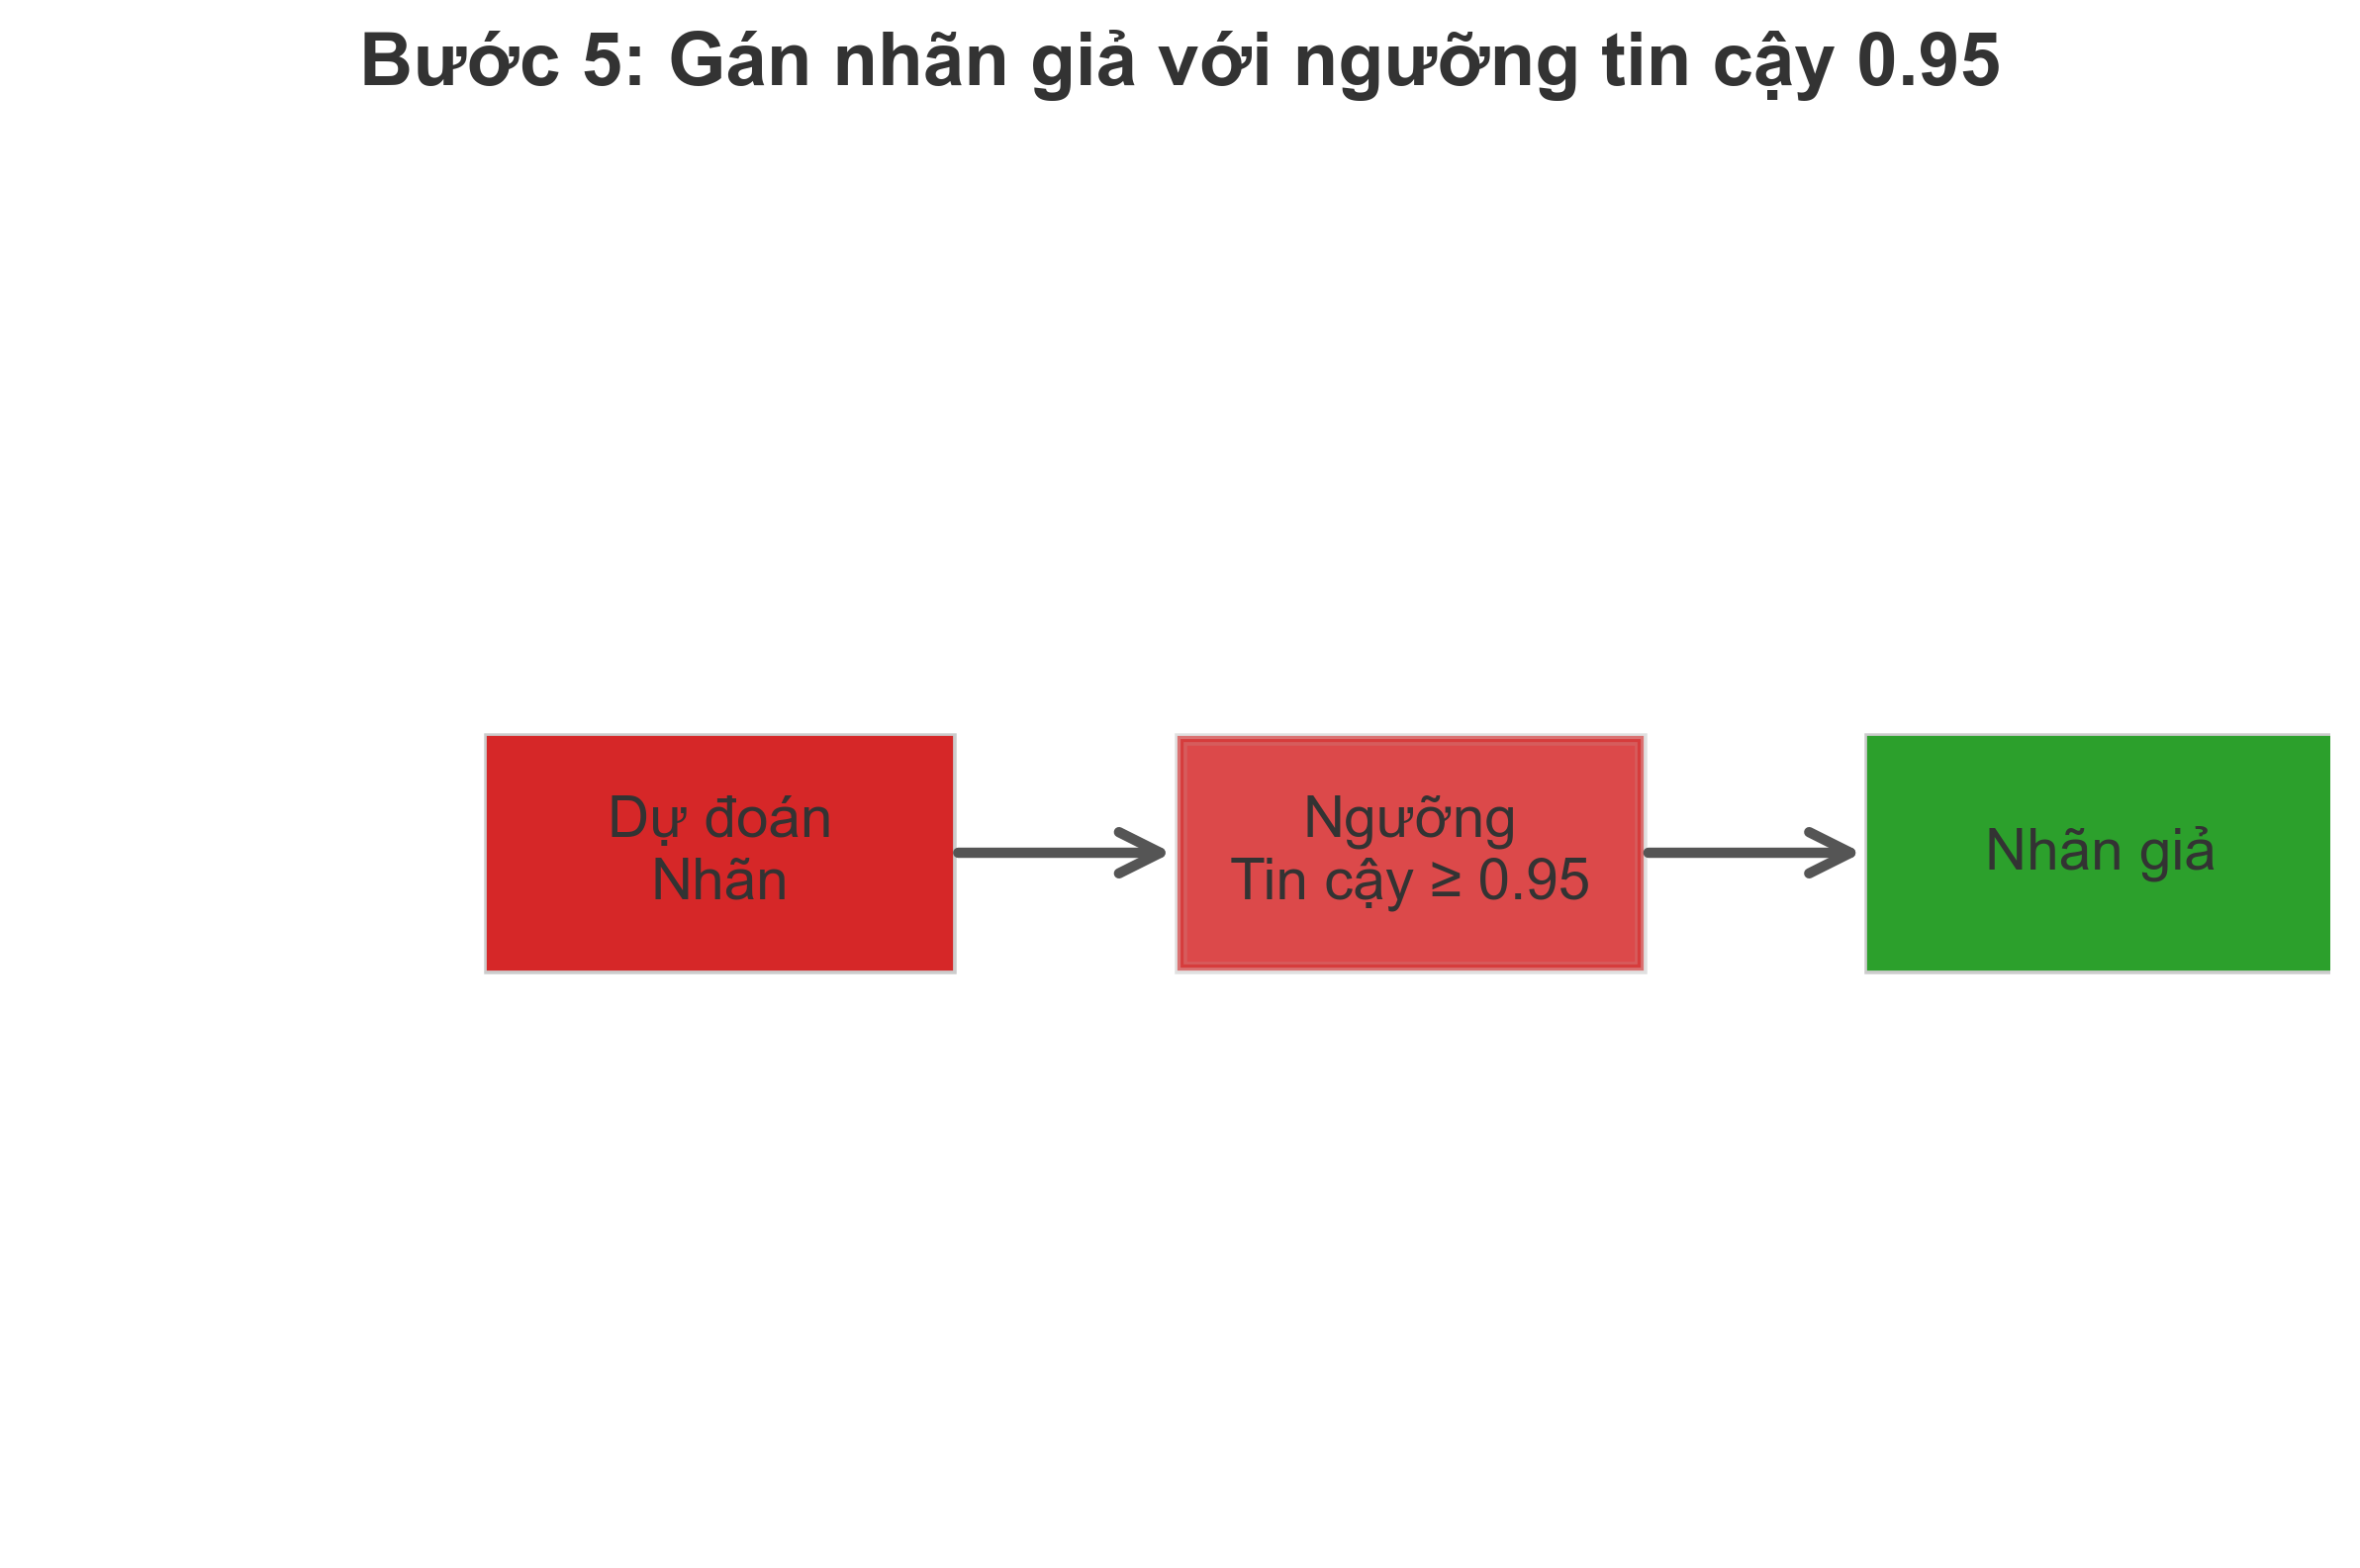 Bước 5: Gán nhãn giả với ngưỡng tin cậy 0.95
Dự đoán
Nhãn
Ngưỡng
Tin cậy ≥ 0.95
Nhãn giả